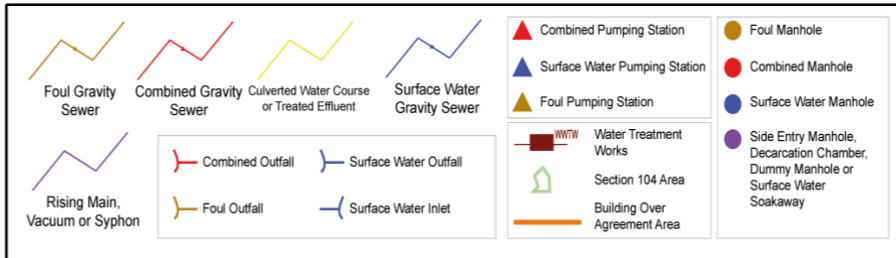 Foul Gravity
Sewer
Combined Gravity
Sewer
Culverted Water Course
or Treated Effluent
Surface Water
Gravity Sewer
Rising Main,
Vacuum or Syphon
Combined Outfall
Surface Water Outfall
Foul Outfall
Surface Water Inlet
Combined Pumping Station
Surface Water Pumping Station
Foul Pumping Station
WWTW
Water Treatment
Works
Section 104 Area
Building Over
Agreement Area
Foul Manhole
Combined Manhole
Surface Water Manhole
Side Entry Manhole,
Decarcation Chamber,
Dummy Manhole or
Surface Water
Soakaway